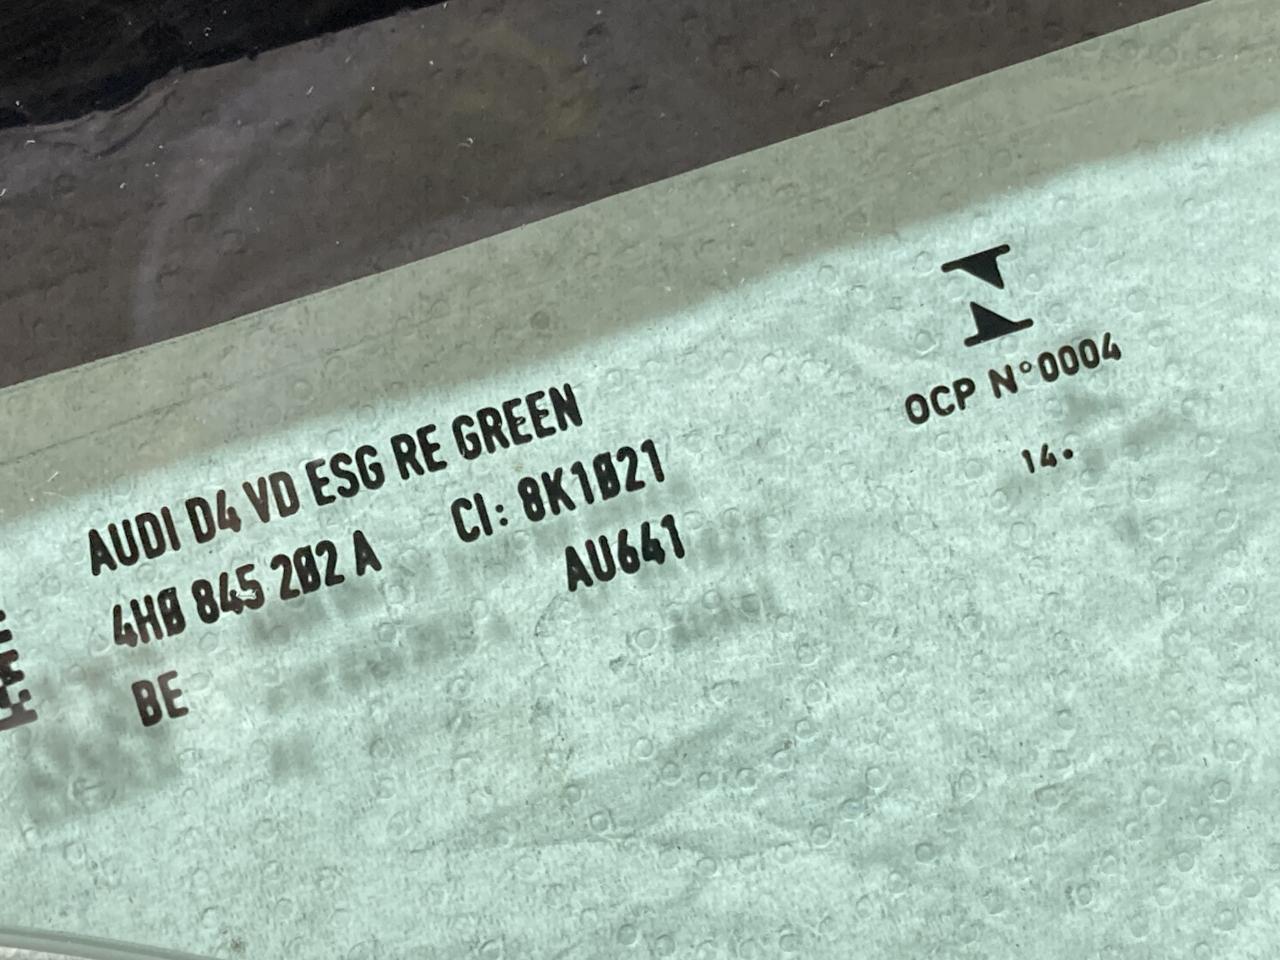 AUDI D4 VD ESG RE GREEN
4H0 845 202 A CI: 8K1021
AU641
BE
OCP N°0004
14.